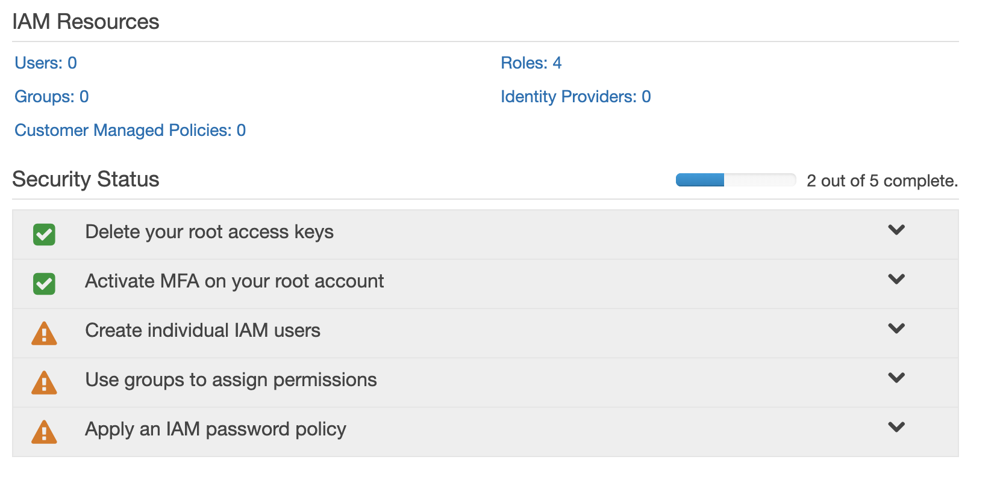 IAM Resources
Users: 0
Roles: 4
Groups: 0
Identity Providers: 0
Customer Managed Policies: 0
Security Status
2 out of 5 complete.
Delete your root access keys
Activate MFA on your root account
Create individual IAM users
Use groups to assign permissions
Apply an IAM password policy